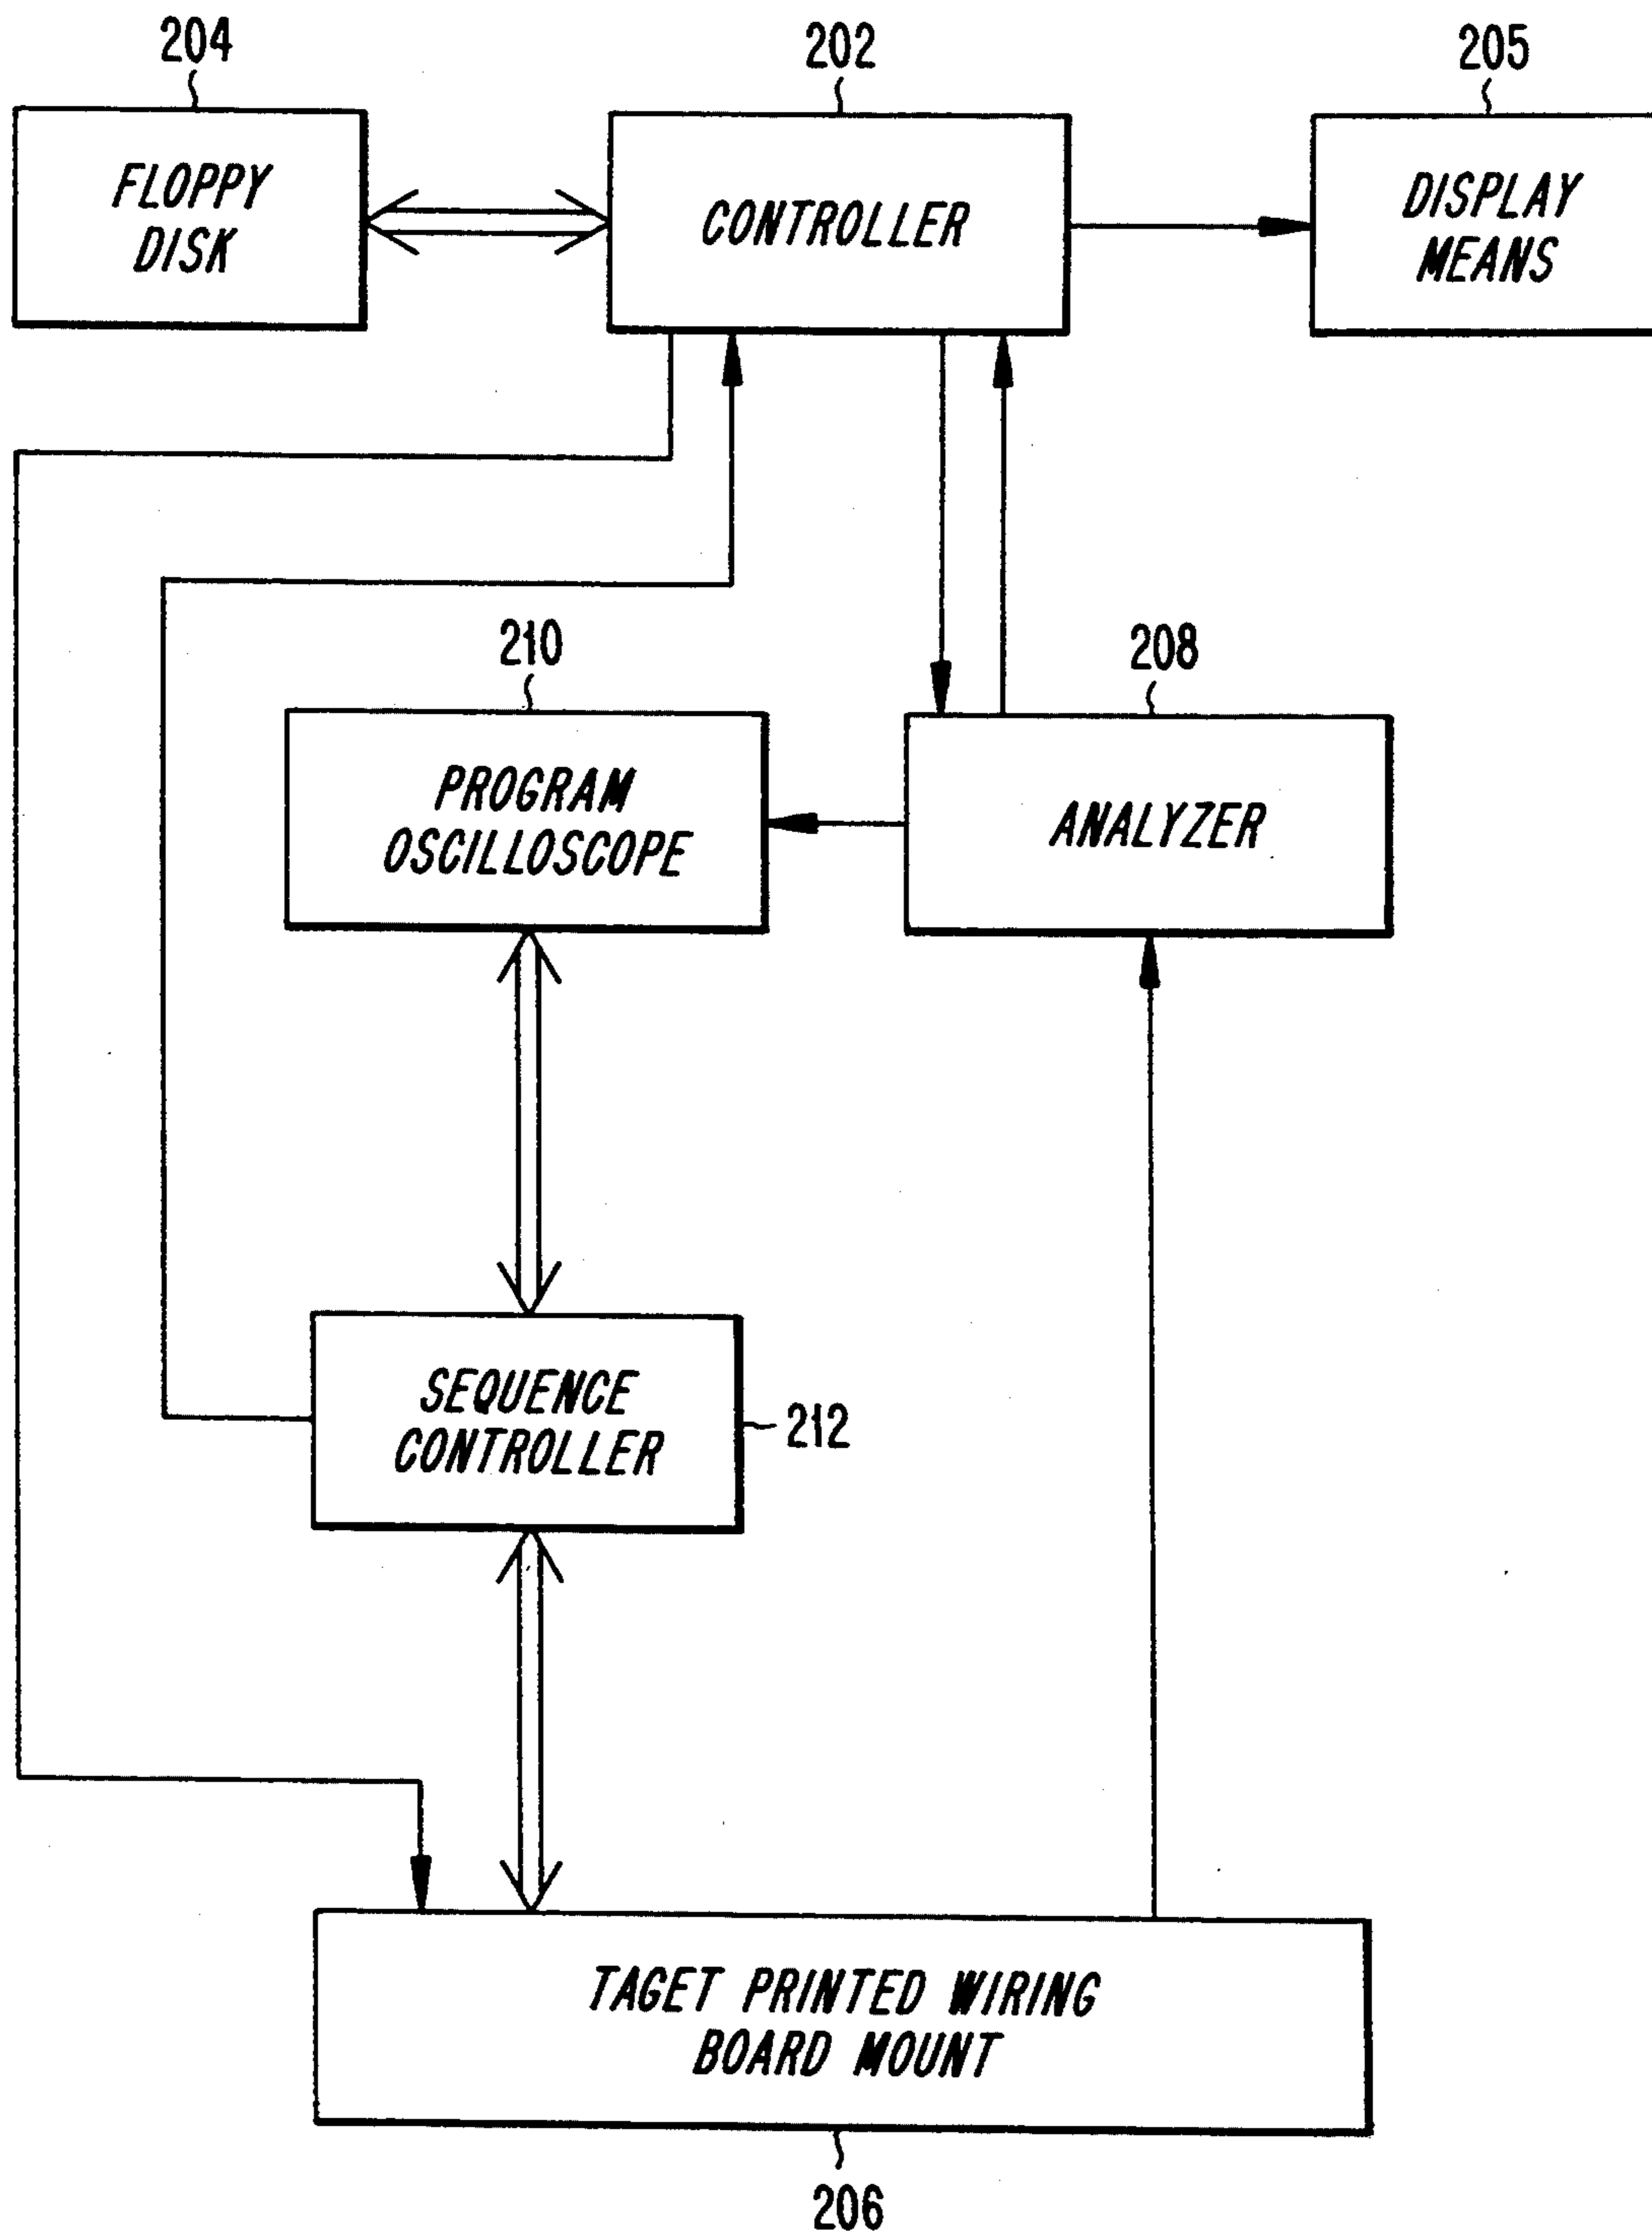 204
202
205
FLOPPY
DISK
CONTROLLER
DISPLAY
MEANS
210
208
PROGRAM
OSCILLOSCOPE
ANALYZER
SEQUENCE
CONTROLLER
212
TAGET PRINTED WIRING
BOARD MOUNT
206